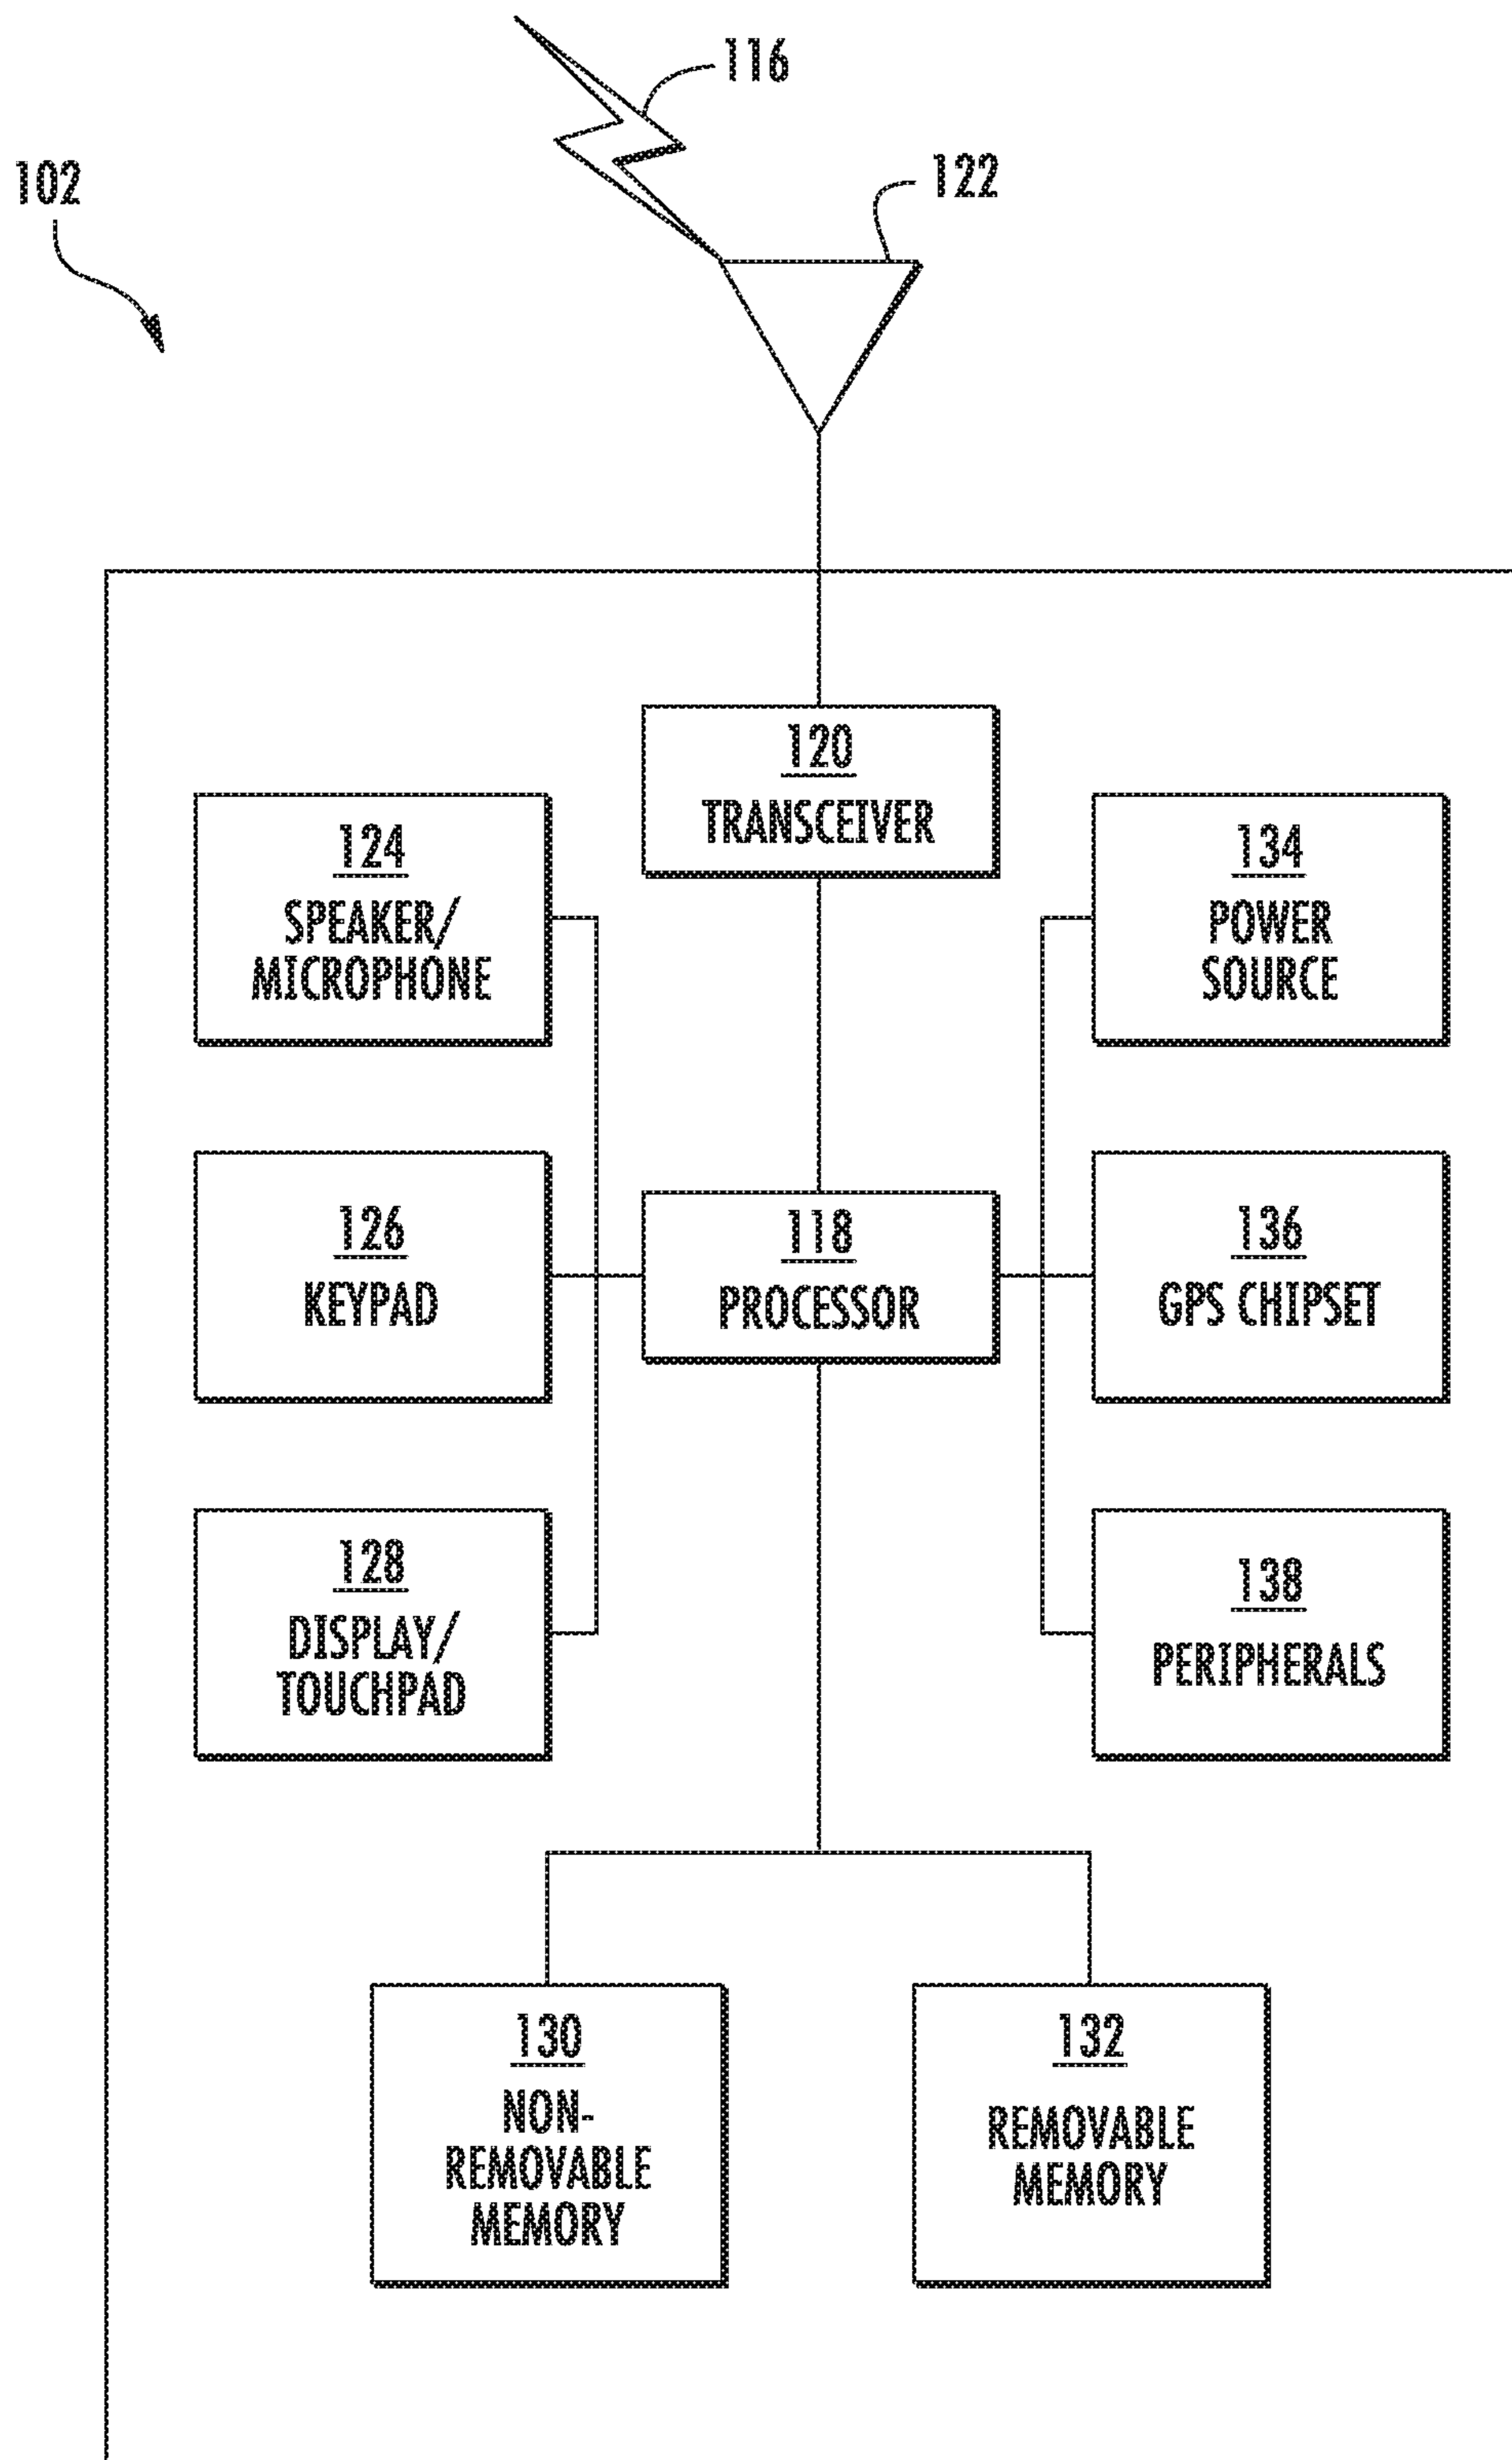 116
102
122
120
TRANSCEIVER
124
SPEAKER/
MICROPHONE
134
POWER
SOURCE
126
KEYPAD
118
PROCESSOR
136
GPS CHIPSET
128
DISPLAY/
TOUCHPAD
138
PERIPHERALS
130
NON-
REMOVABLE
MEMORY
132
REMOVABLE
MEMORY